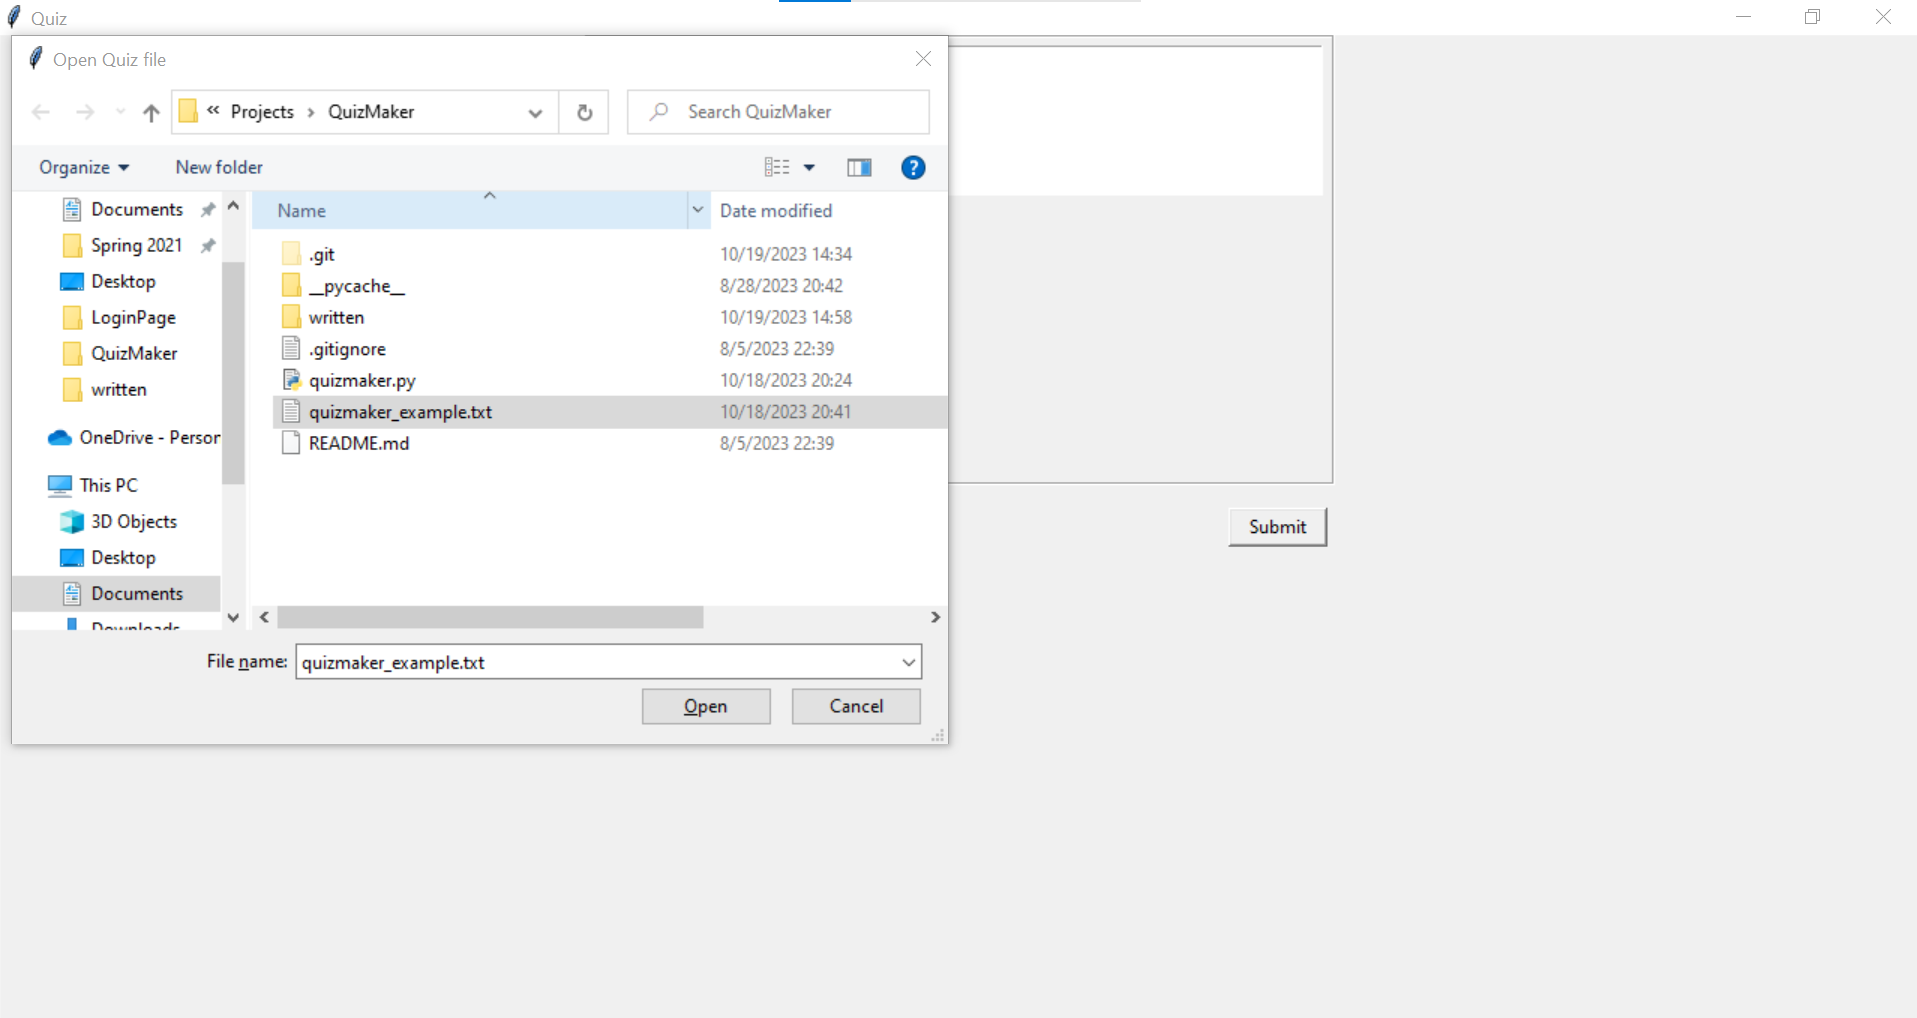 Quiz
Open Quiz file
« Projects › QuizMaker
Search QuizMaker
Organize
New folder
?
Documents
Spring 2021
Desktop
LoginPage
QuizMaker
written
OneDrive - Person
This PC
3D Objects
Desktop
Documents
Downloads
Name Date modified
.git 10/19/2023 14:34
__pycache__ 8/28/2023 20:42
written 10/19/2023 14:58
.gitignore 8/5/2023 22:39
quizmaker.py 10/18/2023 20:24
quizmaker_example.txt 10/18/2023 20:41
README.md 8/5/2023 22:39
File name: quizmaker_example.txt
Open Cancel
Submit